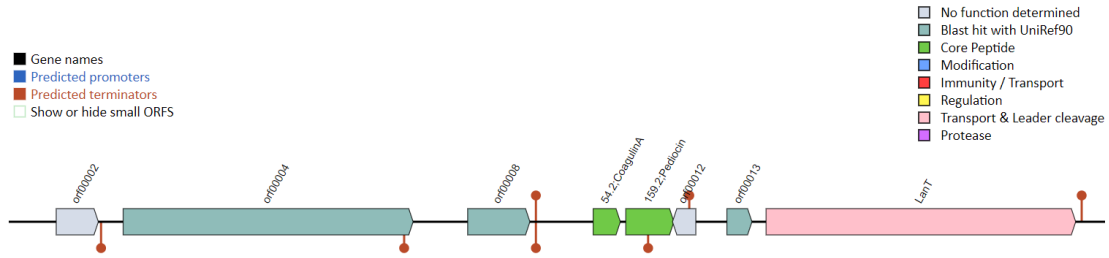 Gene names
Predicted promoters
Predicted terminators
Show or hide small ORFS
No function determined
Blast hit with UniRef90
Core Peptide
Modification
Immunity / Transport
Regulation
Transport & Leader cleavage
Protease
orf00002
orf00004
orf00008
54.2;CoagulinA
159.2;Pediocin
orf00012
orf00013
LanT